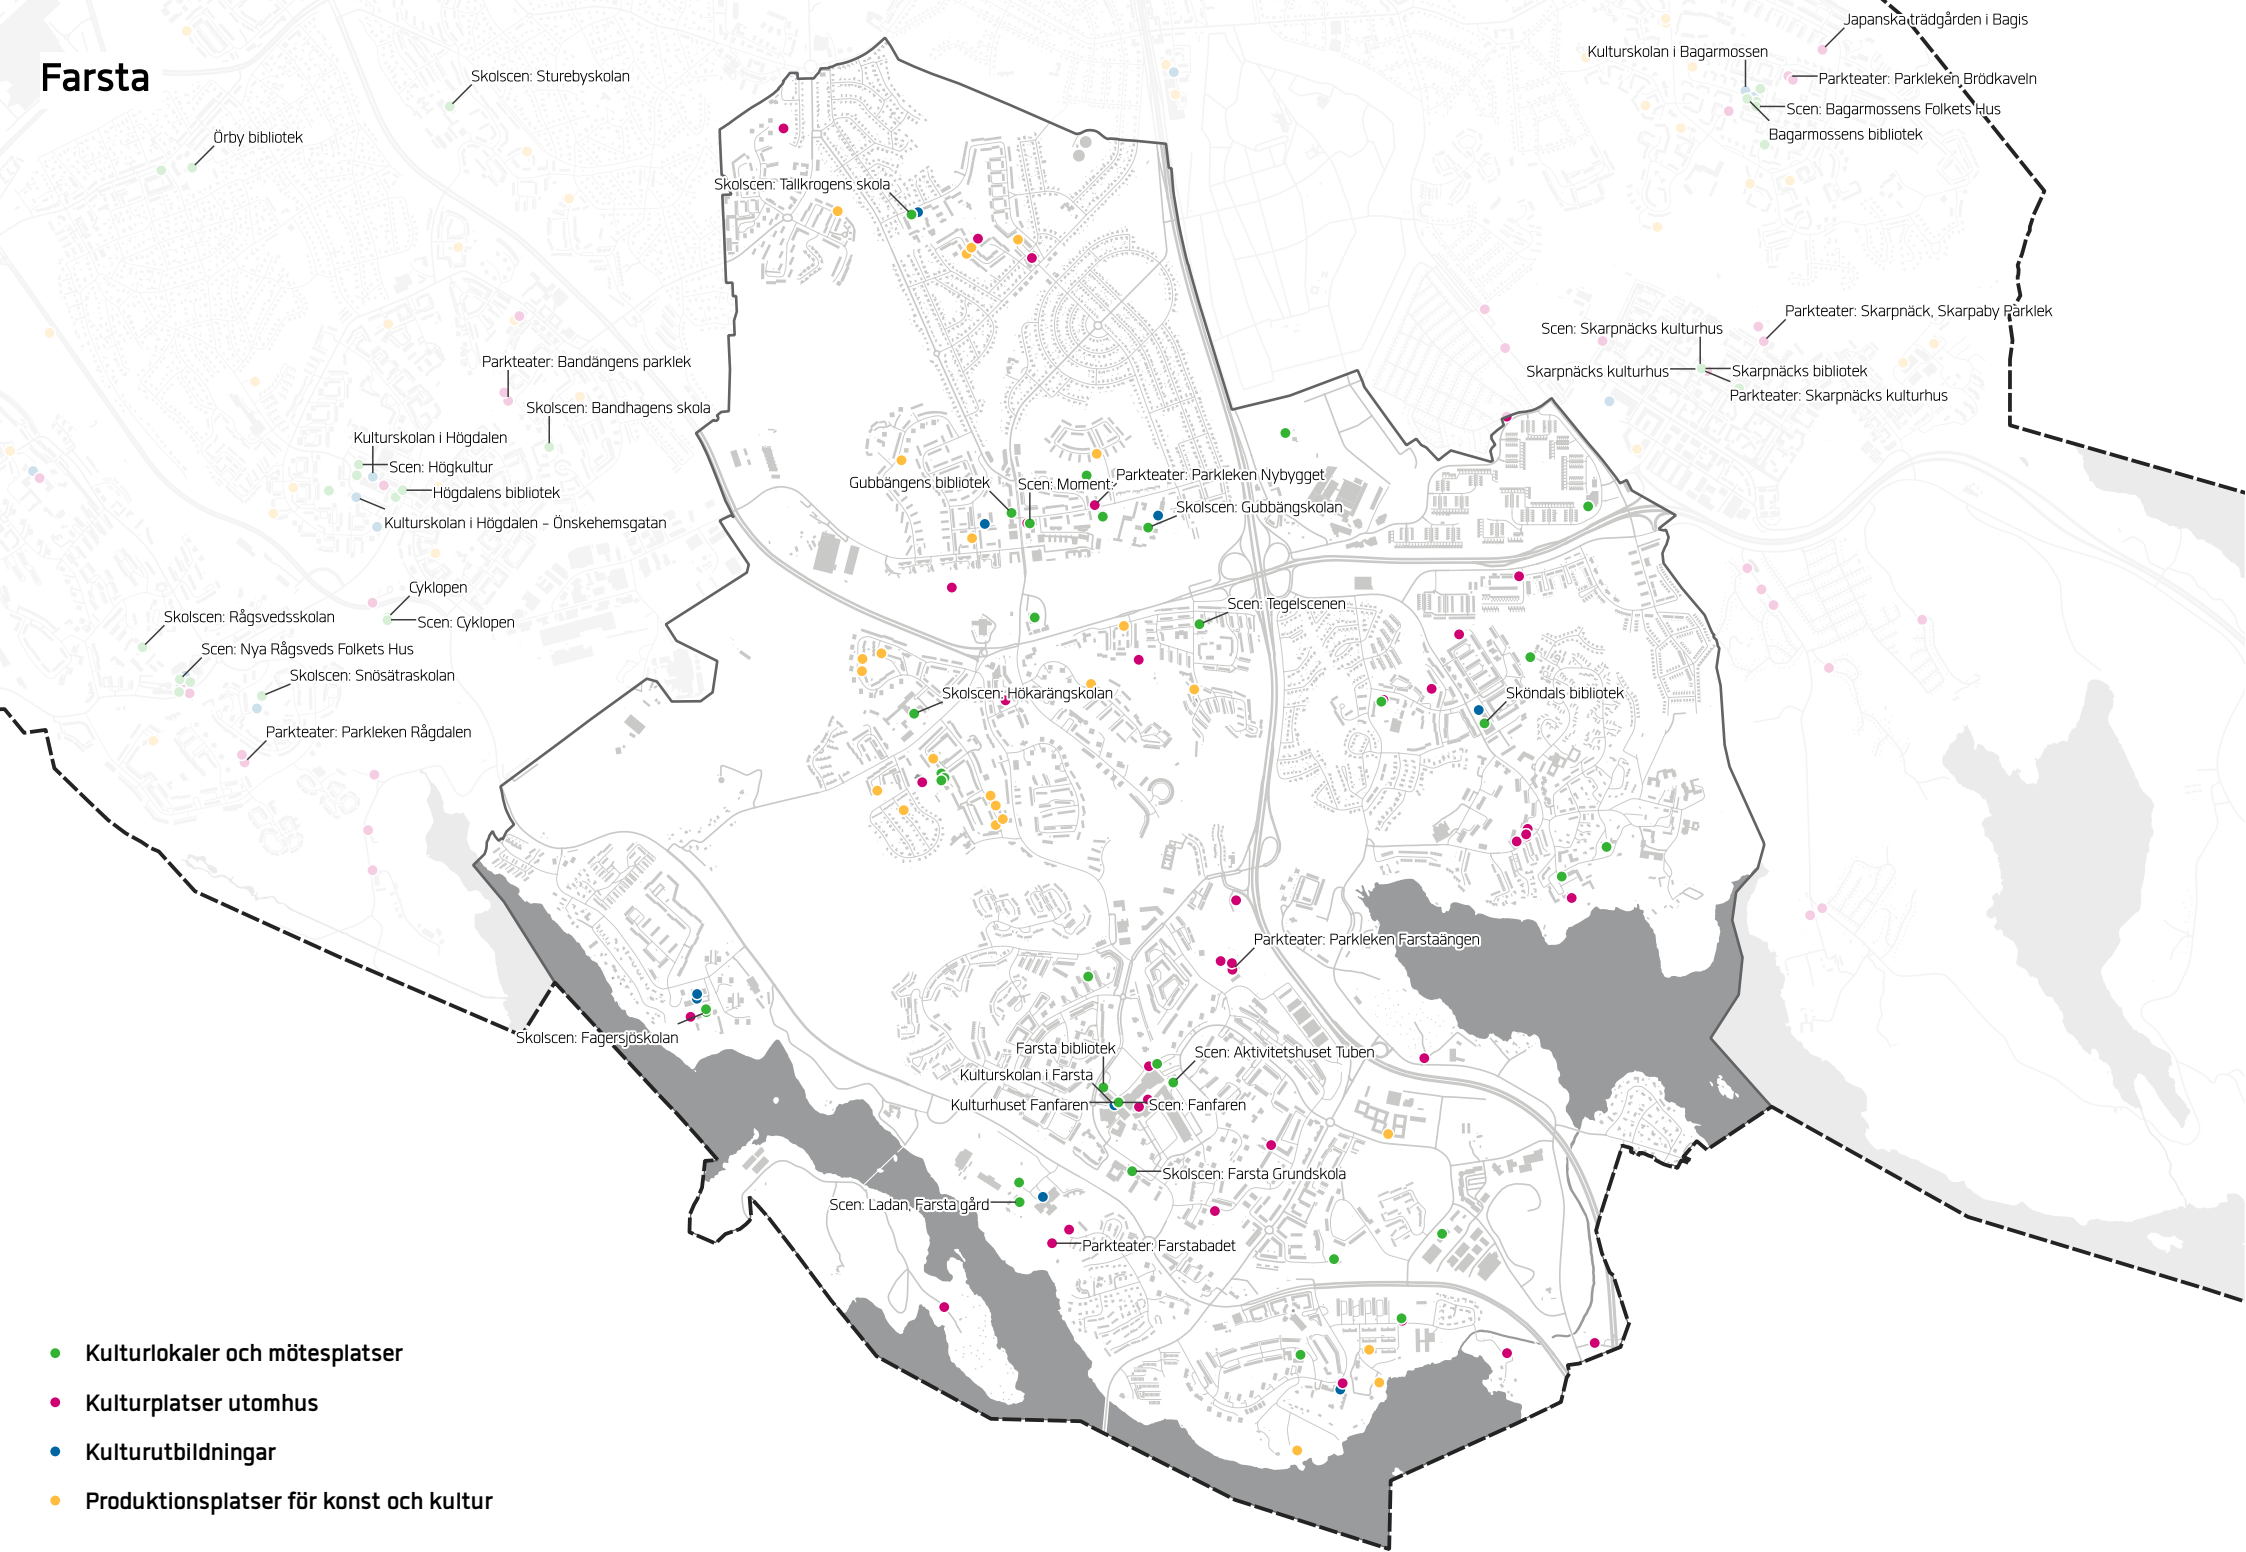 Farsta
Japanska trädgården i Bagis
Kulturskolan i Bagarmossen
Skolscen: Sturebyskolan
Parkteater: Parkleken Brödkaveln
Scen: Bagarmossens Folkets Hus
Örby bibliotek
Bagarmossens bibliotek
Skolscen: Tallkrogens skola
Parkteater: Skarpnäck, Skarpaby Parklek
Scen: Skarpnäcks kulturhus
Parkteater: Bandängens parklek
Skarpnäcks kulturhus
Skarpnäcks bibliotek
Parkteater: Skarpnäcks kulturhus
Skolscen: Bandhagens skola
Kulturskolan i Högdalen
Scen: Högkultur
Parkteater: Parkleken Nybygget
Gubbängens bibliotek
Scen: Moment:
Högdalens bibliotek
Skolscen: Gubbängskolan
Kulturskolan i Högdalen - Önskehemsgatan
Cyklopen
Scen: Tegelscenen
Skolscen: Rågsvedsskolan
Scen: Cyklopen
Scen: Nya Rågsveds Folkets Hus
Skolscen: Snösätraskolan
Skolscen: Hökarängskolan
Sköndals bibliotek
Parkteater: Parkleken Rågdalen
Parkteater: Parkleken Farstaängen
Skolscen: Fagersjöskolan
Farsta bibliotek
Scen: Aktivitetshuset Tuben
Kulturskolan i Farsta
Kulturhuset Fanfaren
Scen: Fanfaren
Skolscen: Farsta Grundskola
Scen: Ladan, Farsta gård
Parkteater: Farstabadet
Kulturlokaler och mötesplatser
Kulturplatser utomhus
Kulturutbildningar
Produktionsplatser för konst och kultur